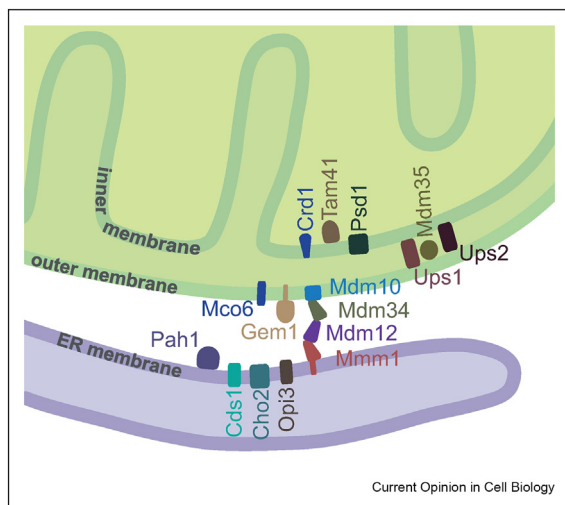 Crd1
Tam41
Psd1
Mdm35
Ups1
Ups2
inner membrane
outer membrane
Mco6
Gem1
Mdm10
Mdm34
Mdm12
Mmm1
Pah1
ER membrane
Cds1
Cho2
Opi3
Current Opinion in Cell Biology